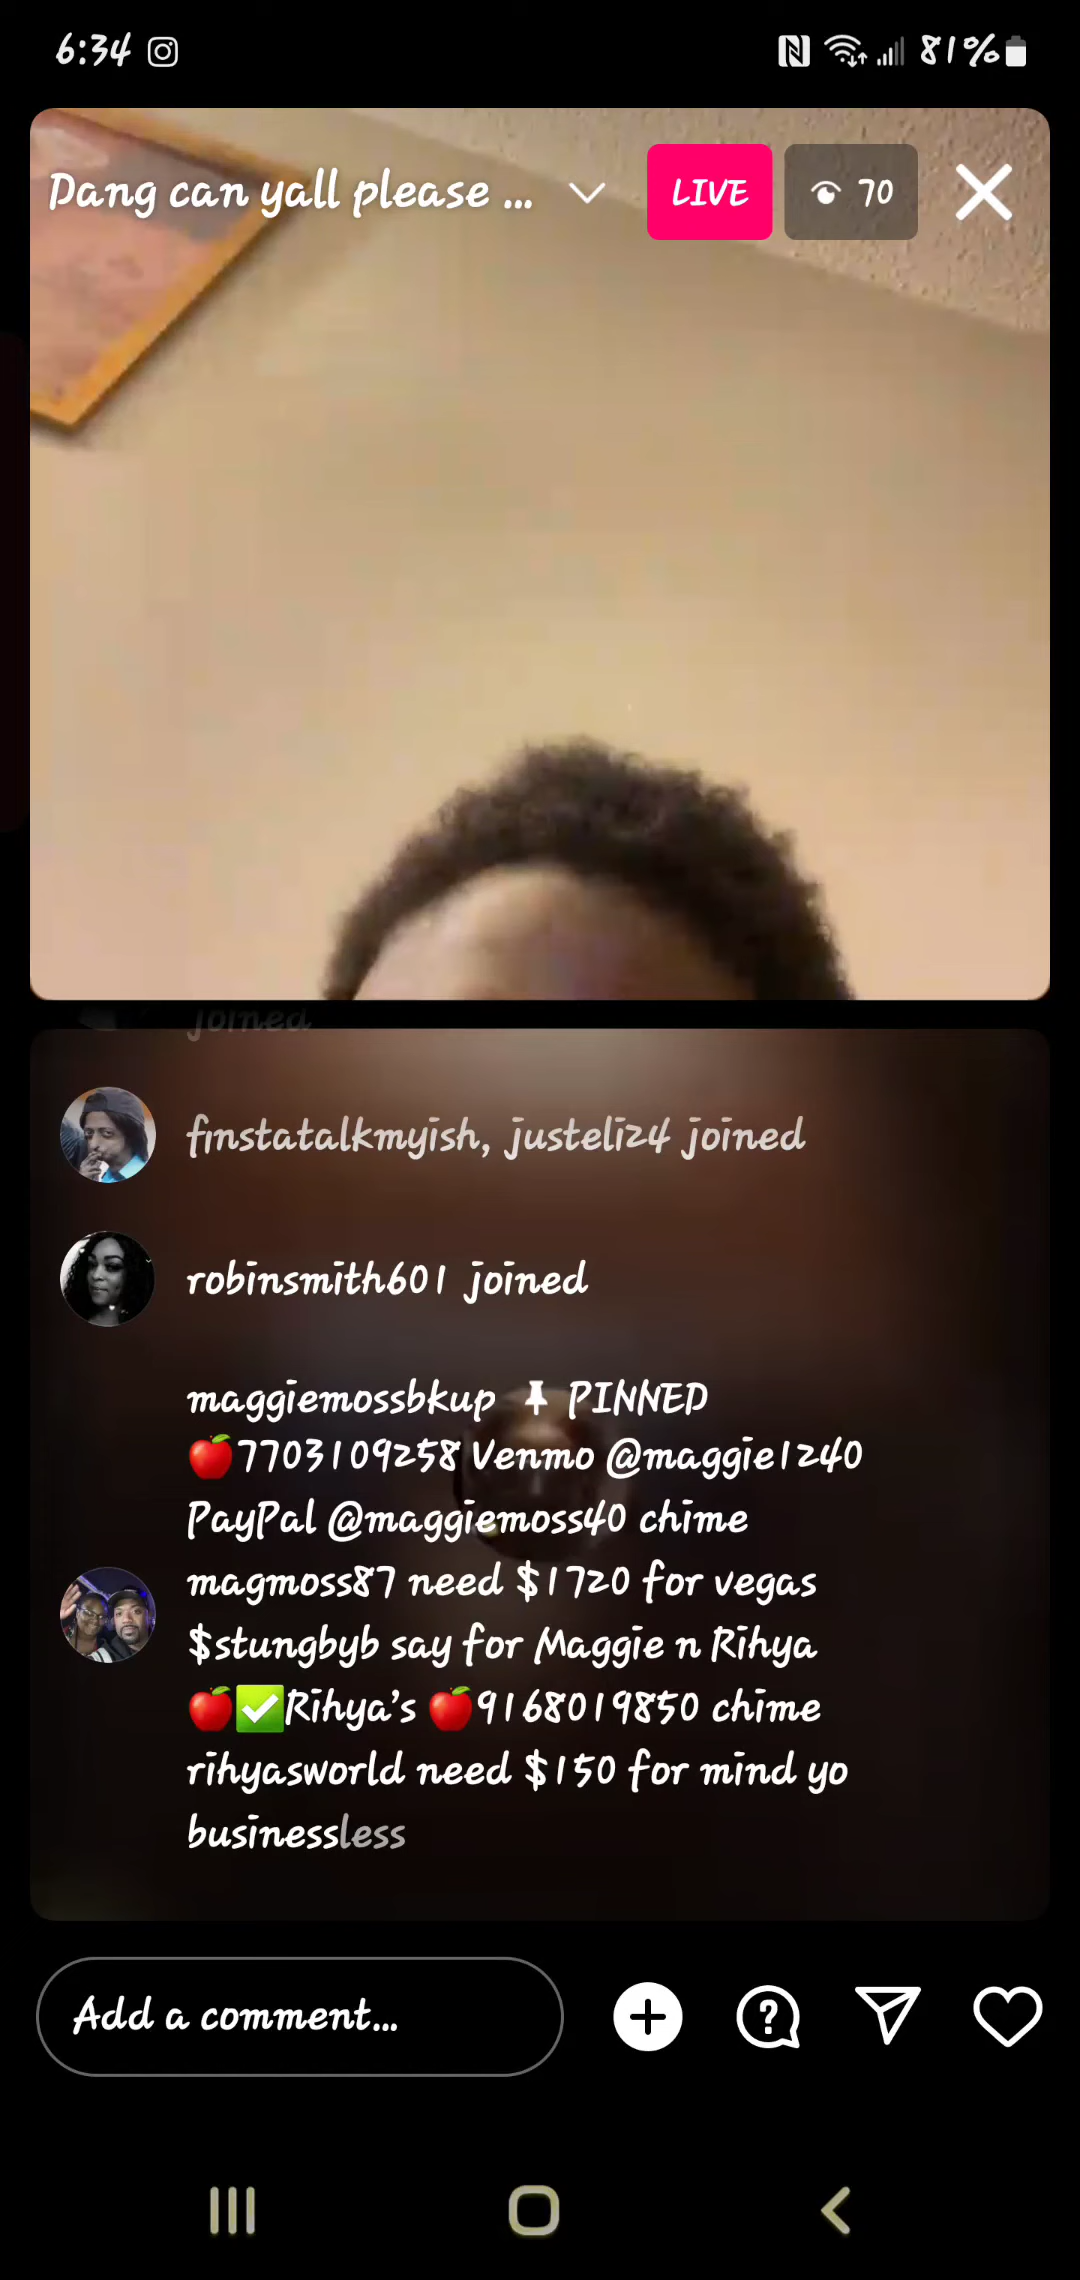 6:34
81%
Dang can yall please ...
LIVE
70
joined
finstatalkmyish, justeli24 joined
robinsmith601 joined
maggiemossbkup PINNED
🍎7703109258 Venmo @maggie1240
PayPal @maggiemoss40 chime
magmoss87 need $1720 for vegas
$stungbyb say for Maggie n Rihya
🍎✅Rihya’s 🍎9168019850 chime
rihyasworld need $150 for mind yo
businessless
Add a comment...